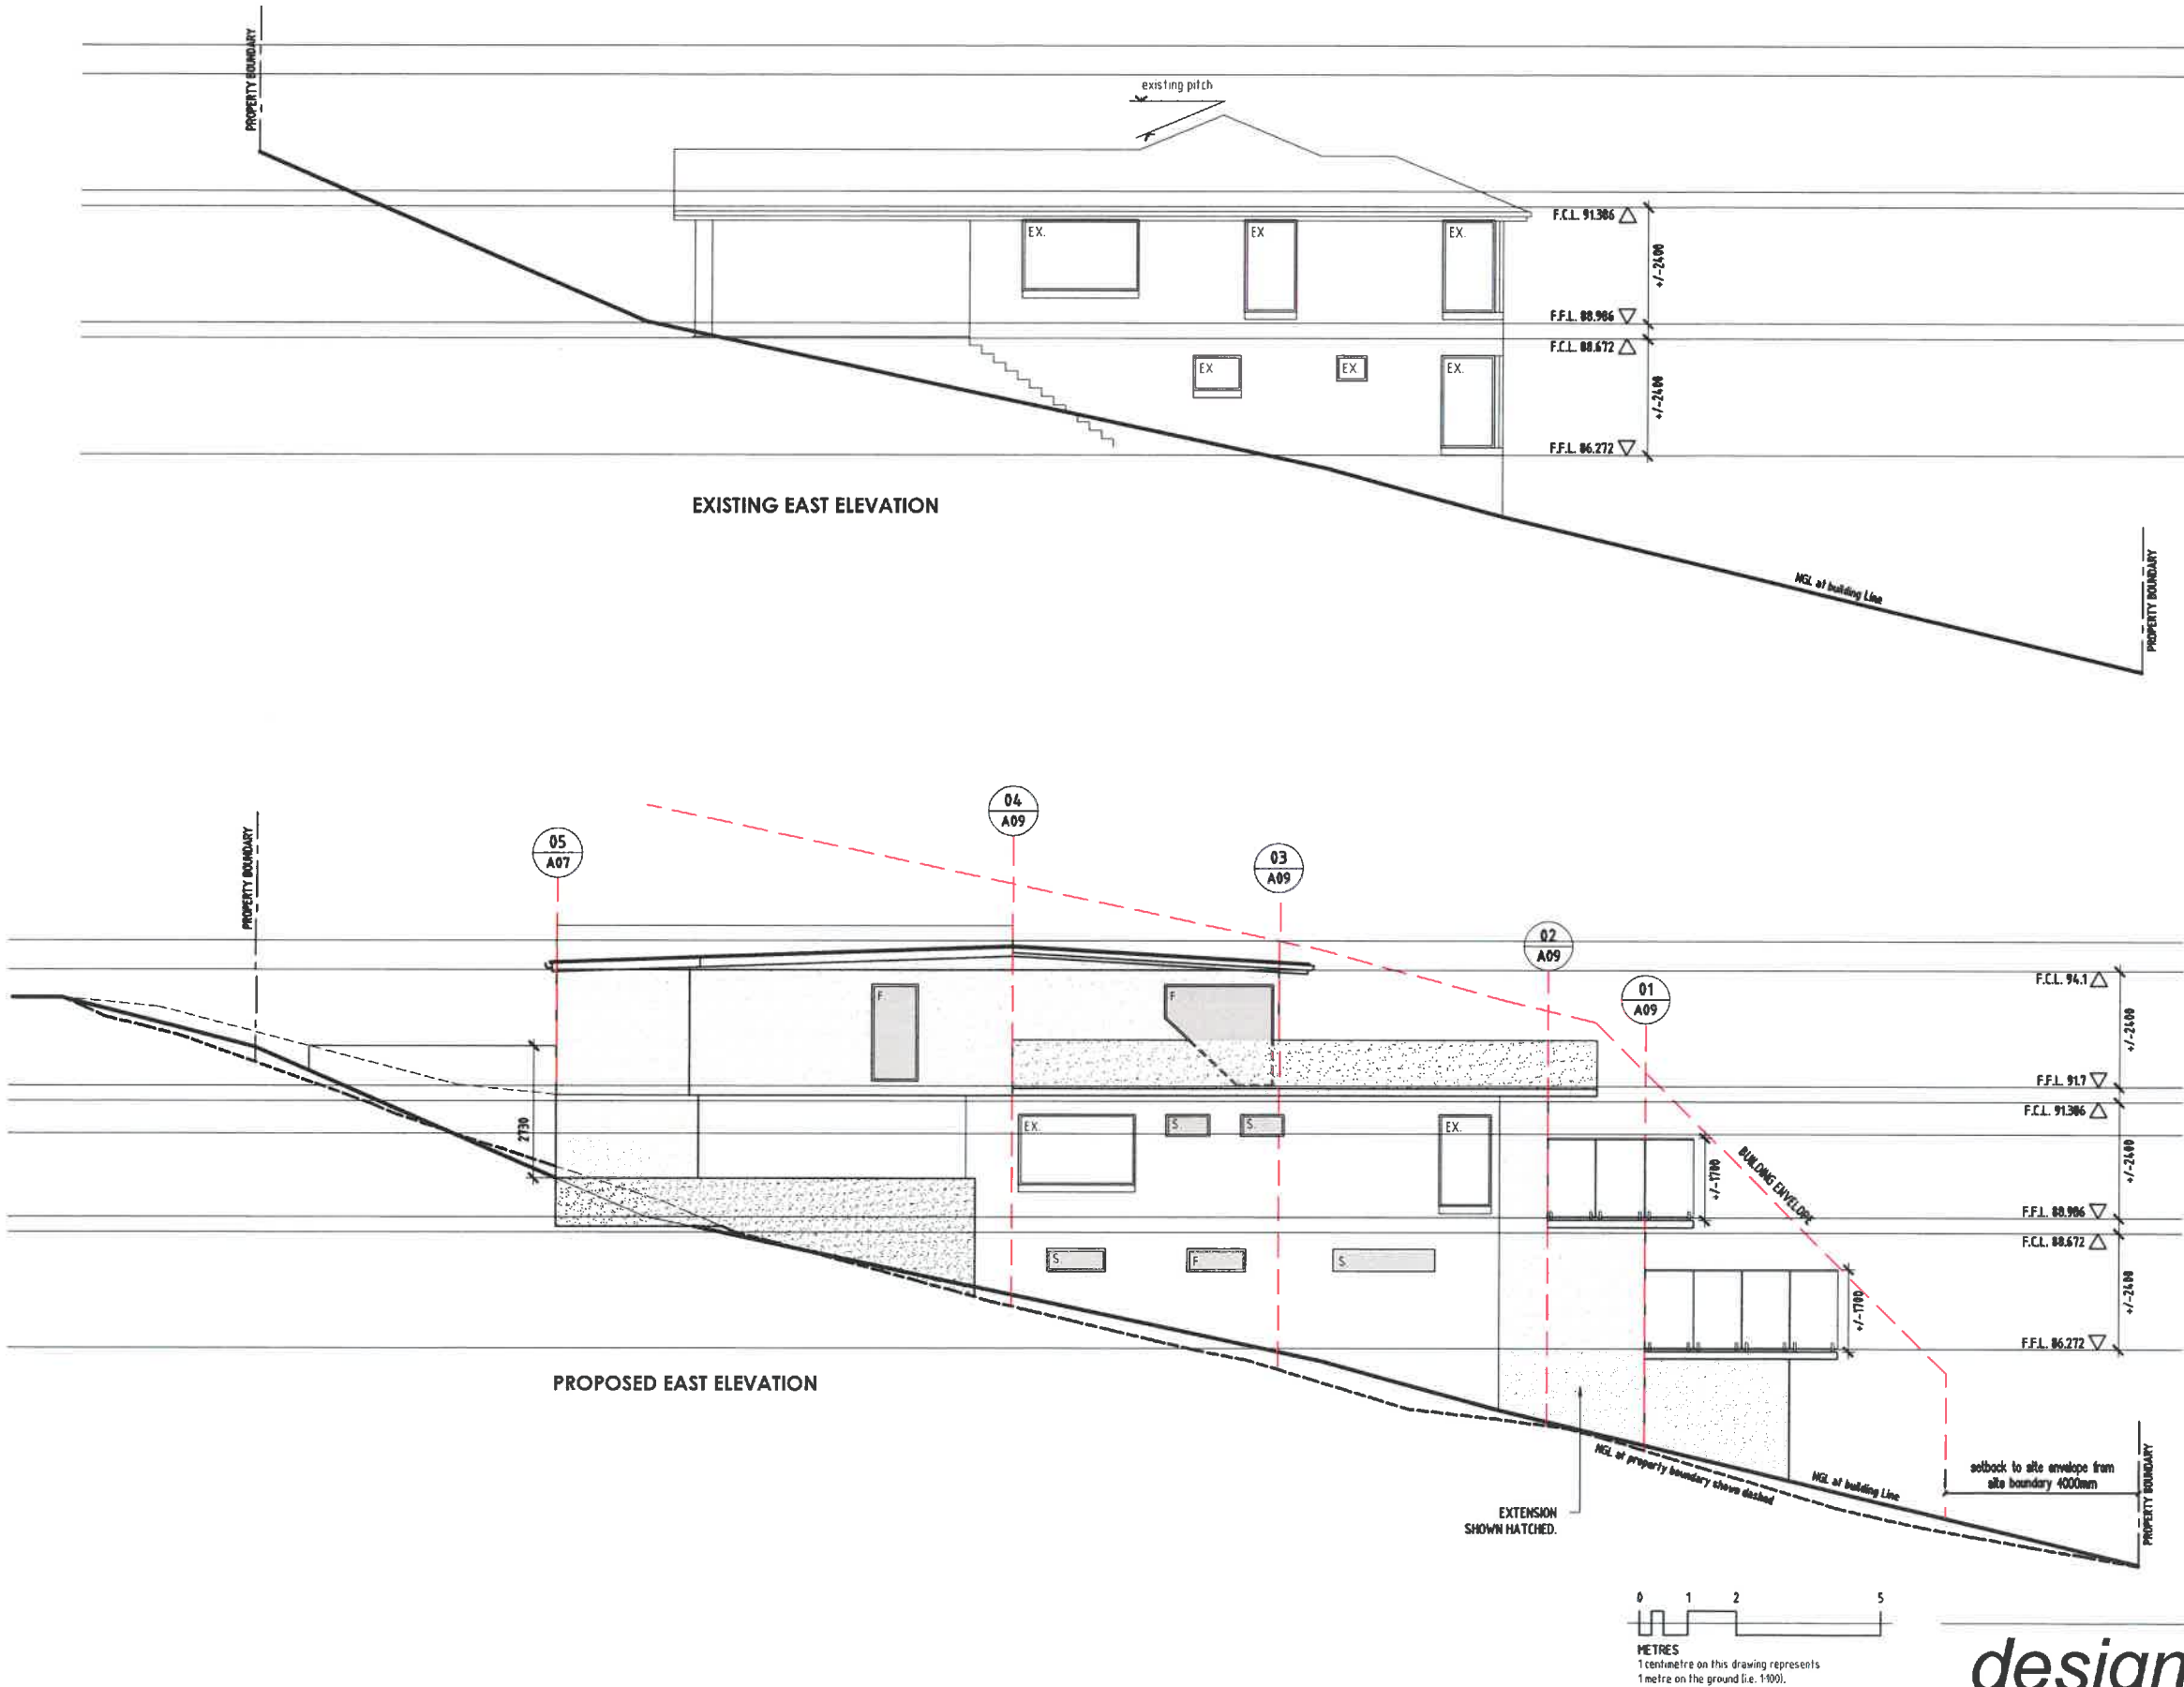 PROPERTY BOUNDARY
existing pitch
EX.
EX
EX.
F.C.L. 91.386
+/-2400
F.F.L. 88.986
F.C.L. 88.672
EX
EX
EX.
+/-2400
F.F.L. 86.272
EXISTING EAST ELEVATION
NGL at building Line
PROPERTY BOUNDARY
04
A09
05
A07
03
A09
PROPERTY BOUNDARY
02
A09
01
A09
F.C.L. 94.1
F
F
+/-2400
F.F.L. 91.7
F.C.L. 91.386
2730
EX.
S
S
EX.
+/-2400
+/-1700
BUILDING ENVELOPE
F.F.L. 88.986
F.C.L. 88.672
S
F
S
+/-2400
+/-1700
F.F.L. 86.272
PROPOSED EAST ELEVATION
NGL at property boundary shown dashed
NGL at building Line
setback to site envelope from
site boundary 4000mm
PROPERTY BOUNDARY
EXTENSION
SHOWN HATCHED.
0 1 2 5
METRES
1 centimetre on this drawing represents
1 metre on the ground (i.e. 1:100).
design